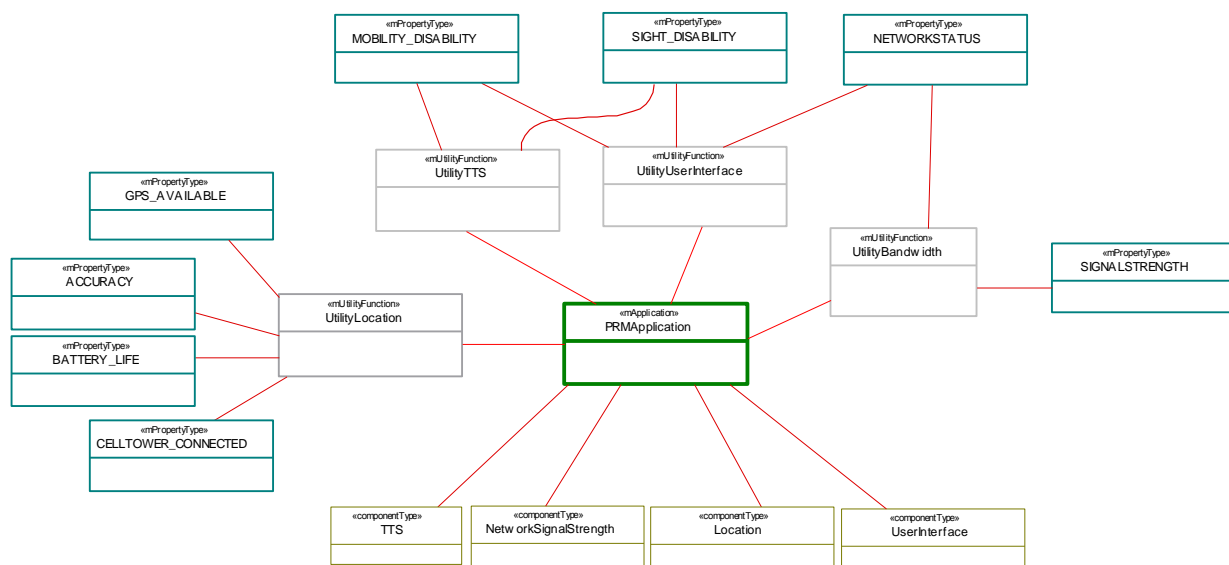 «mPropertyType»
MOBILITY_DISABILITY
«mPropertyType»
SIGHT_DISABILITY
«mPropertyType»
NETWORKSTATUS
«mUtilityFunction»
UtilityTTS
«mUtilityFunction»
UtilityUserInterface
«mPropertyType»
GPS_AVAILABLE
«mUtilityFunction»
UtilityBandwidth
«mPropertyType»
SIGNALSTRENGTH
«mPropertyType»
ACCURACY
«mUtilityFunction»
UtilityLocation
«mApplication»
PRMApplication
«mPropertyType»
BATTERY_LIFE
«mPropertyType»
CELLTOWER_CONNECTED
«componentType»
TTS
«componentType»
NetworkSignalStrength
«componentType»
Location
«componentType»
UserInterface